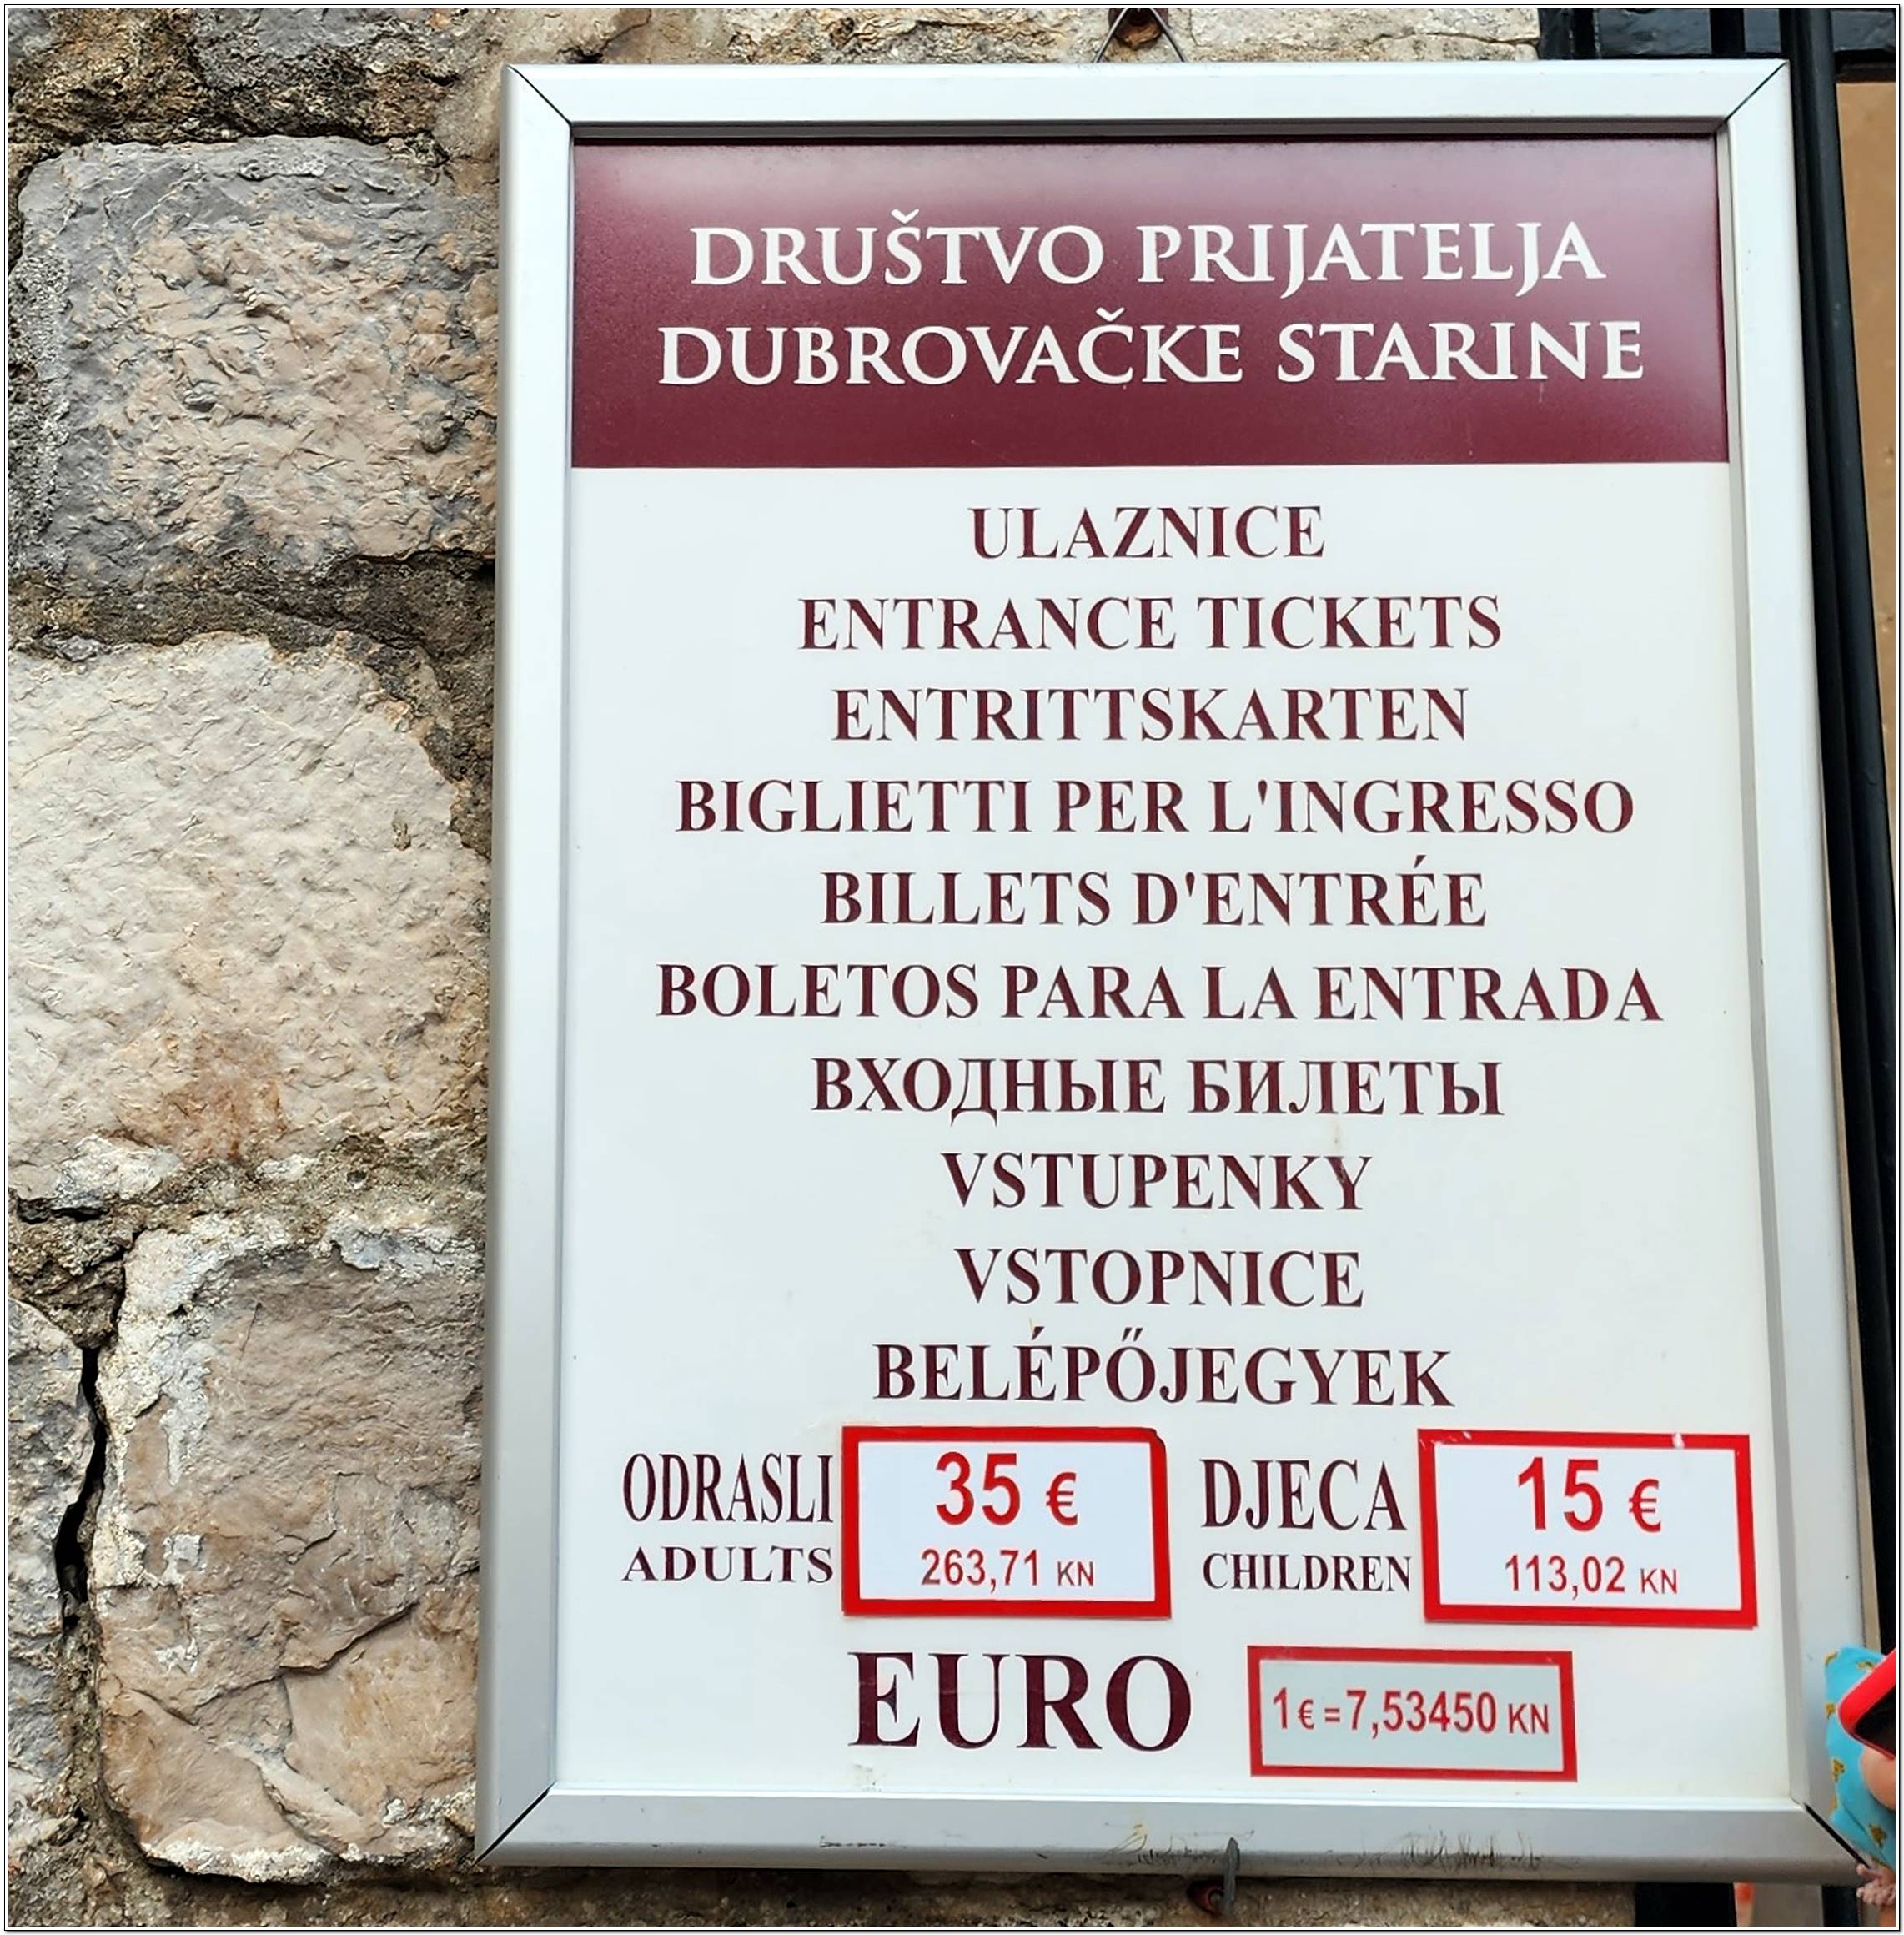 DRUŠTVO PRIJATELJA
DUBROVAČKE STARINE
ULAZNICE
ENTRANCE TICKETS
ENTRITTSKARTEN
BIGLIETTI PER L'INGRESSO
BILLETS D'ENTRÉE
BOLETOS PARA LA ENTRADA
ВХОДНЫЕ БИЛЕТЫ
VSTUPENKY
VSTOPNICE
BELÉPŐJEGYEK
ODRASLI 35 € DJECA 15 €
ADULTS 263,71 KN CHILDREN 113,02 KN
EURO 1 € = 7,53450 KN